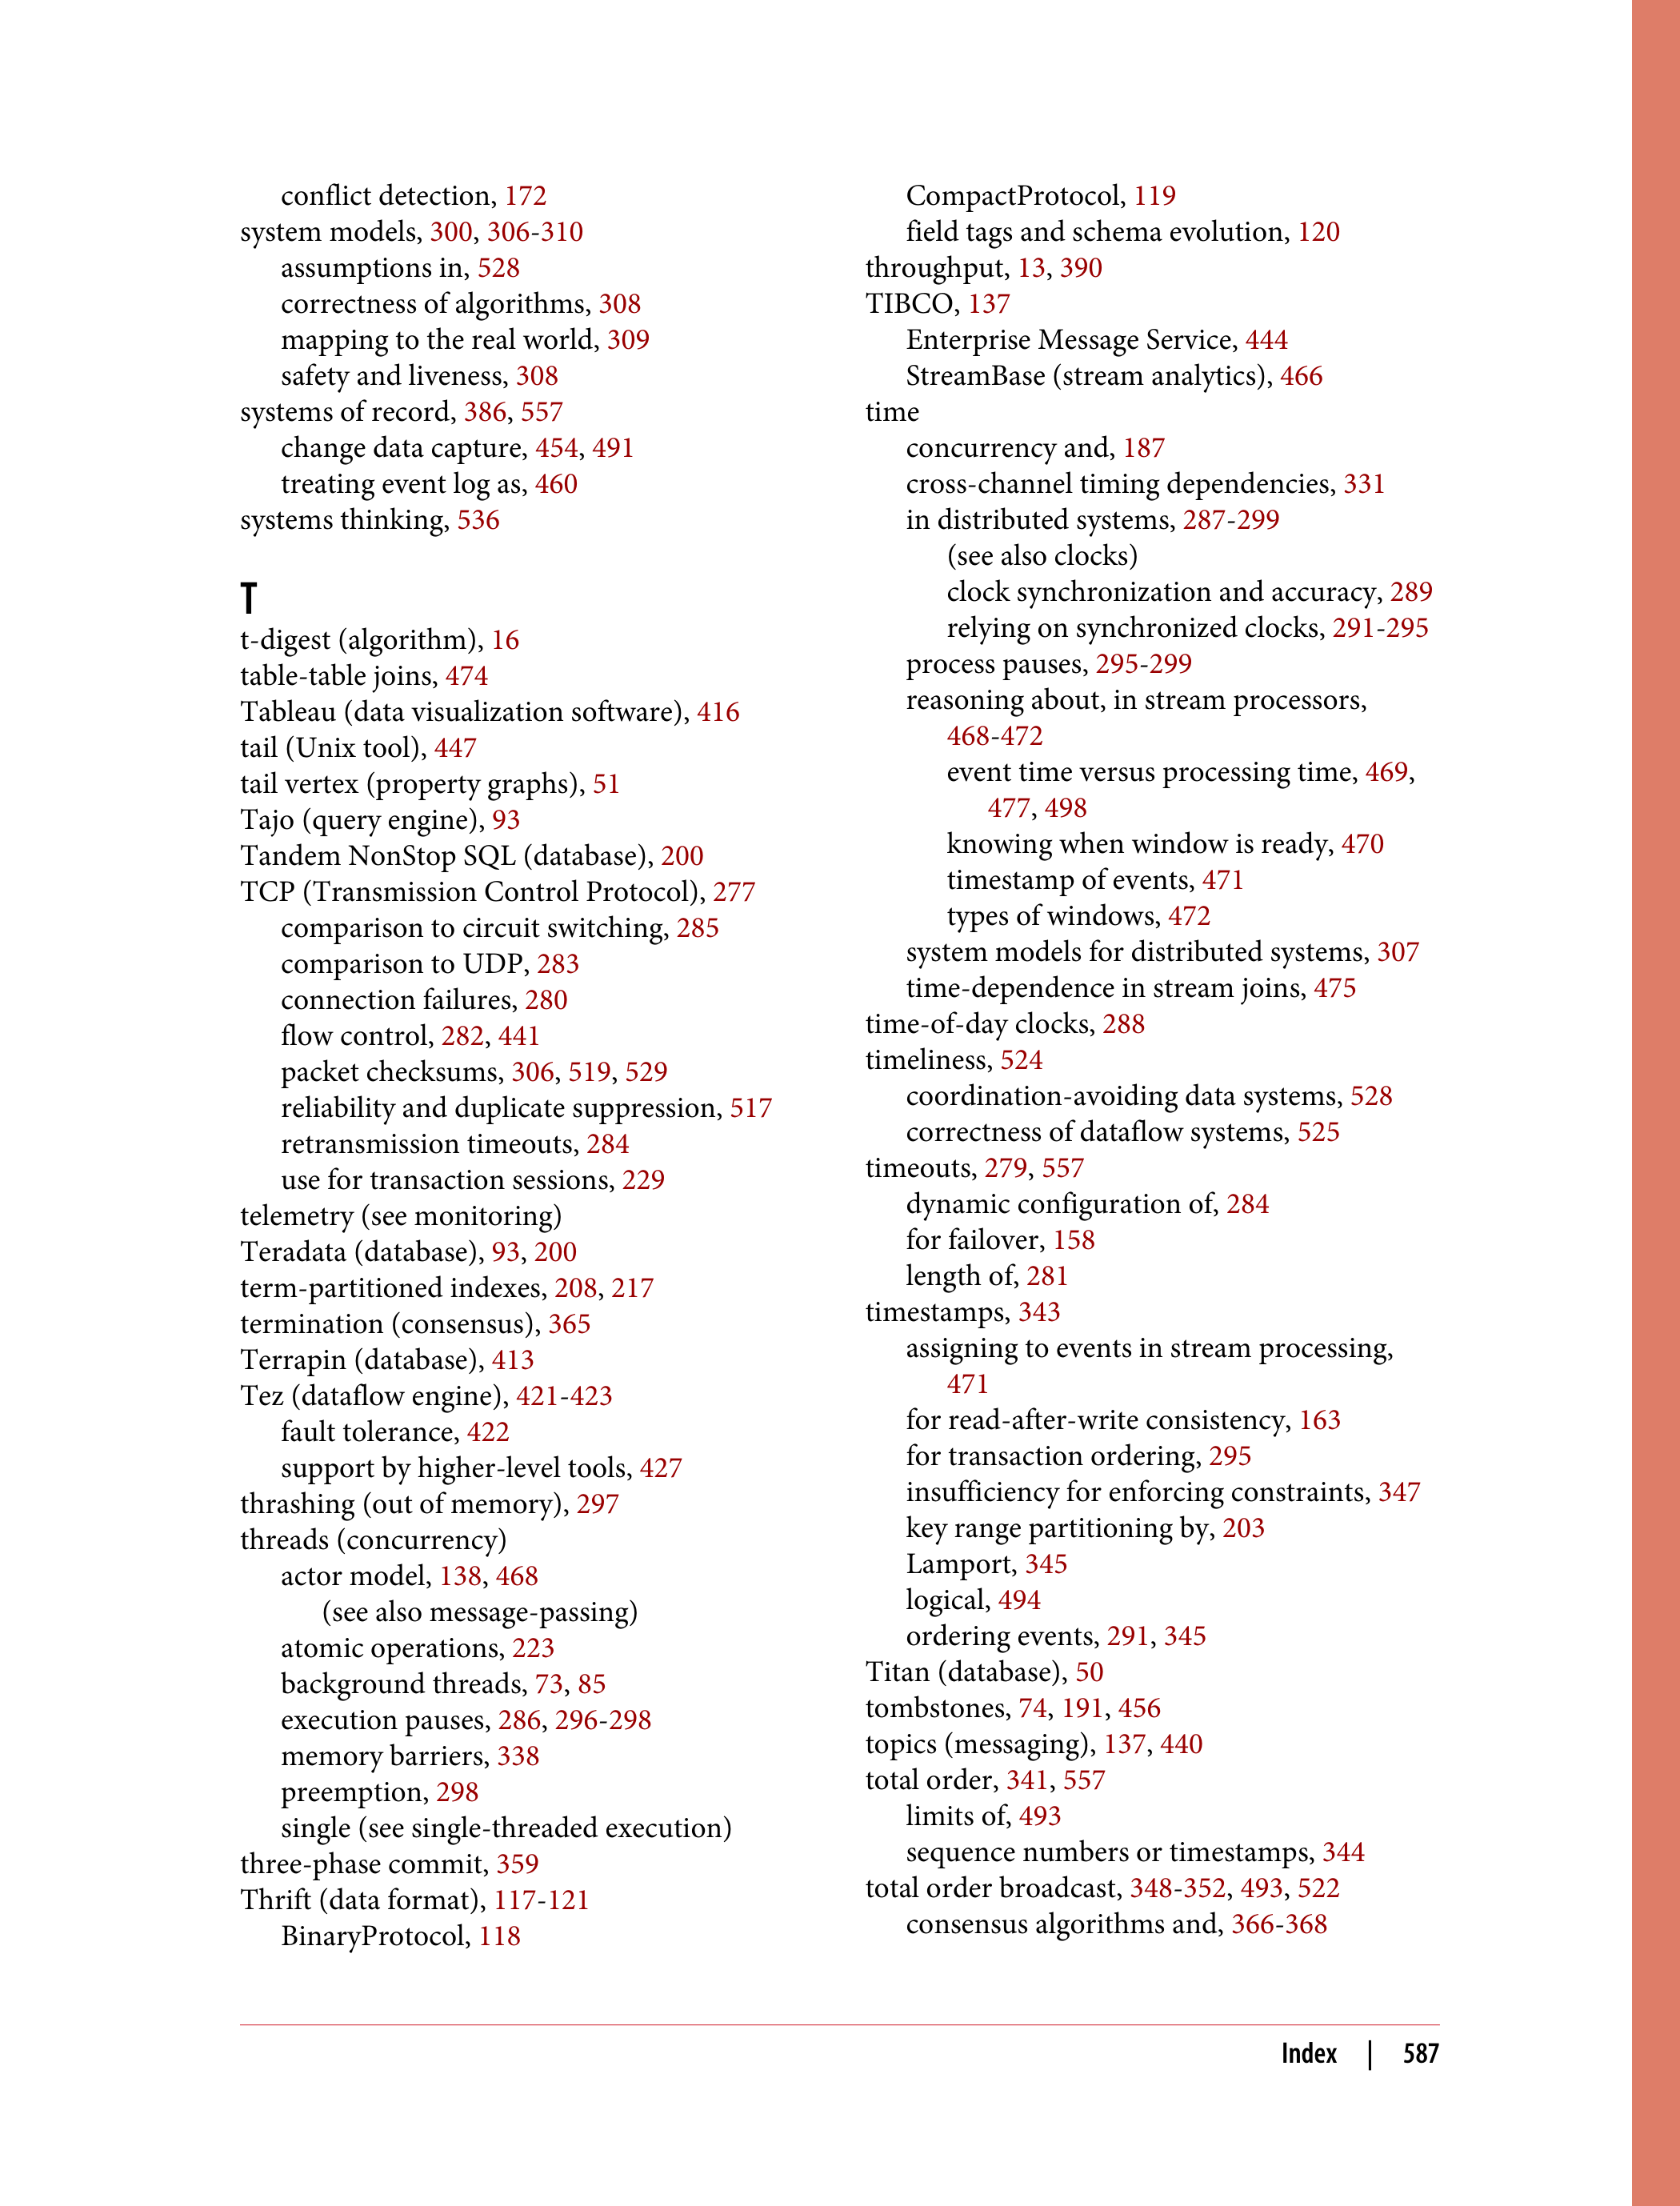 conflict detection, 172
system models, 300, 306-310
assumptions in, 528
correctness of algorithms, 308
mapping to the real world, 309
safety and liveness, 308
systems of record, 386, 557
change data capture, 454, 491
treating event log as, 460
systems thinking, 536
T
t-digest (algorithm), 16
table-table joins, 474
Tableau (data visualization software), 416
tail (Unix tool), 447
tail vertex (property graphs), 51
Tajo (query engine), 93
Tandem NonStop SQL (database), 200
TCP (Transmission Control Protocol), 277
comparison to circuit switching, 285
comparison to UDP, 283
connection failures, 280
flow control, 282, 441
packet checksums, 306, 519, 529
reliability and duplicate suppression, 517
retransmission timeouts, 284
use for transaction sessions, 229
telemetry (see monitoring)
Teradata (database), 93, 200
term-partitioned indexes, 208, 217
termination (consensus), 365
Terrapin (database), 413
Tez (dataflow engine), 421-423
fault tolerance, 422
support by higher-level tools, 427
thrashing (out of memory), 297
threads (concurrency)
actor model, 138, 468
(see also message-passing)
atomic operations, 223
background threads, 73, 85
execution pauses, 286, 296-298
memory barriers, 338
preemption, 298
single (see single-threaded execution)
three-phase commit, 359
Thrift (data format), 117-121
BinaryProtocol, 118
CompactProtocol, 119
field tags and schema evolution, 120
throughput, 13, 390
TIBCO, 137
Enterprise Message Service, 444
StreamBase (stream analytics), 466
time
concurrency and, 187
cross-channel timing dependencies, 331
in distributed systems, 287-299
(see also clocks)
clock synchronization and accuracy, 289
relying on synchronized clocks, 291-295
process pauses, 295-299
reasoning about, in stream processors,
468-472
event time versus processing time, 469,
477, 498
knowing when window is ready, 470
timestamp of events, 471
types of windows, 472
system models for distributed systems, 307
time-dependence in stream joins, 475
time-of-day clocks, 288
timeliness, 524
coordination-avoiding data systems, 528
correctness of dataflow systems, 525
timeouts, 279, 557
dynamic configuration of, 284
for failover, 158
length of, 281
timestamps, 343
assigning to events in stream processing,
471
for read-after-write consistency, 163
for transaction ordering, 295
insufficiency for enforcing constraints, 347
key range partitioning by, 203
Lamport, 345
logical, 494
ordering events, 291, 345
Titan (database), 50
tombstones, 74, 191, 456
topics (messaging), 137, 440
total order, 341, 557
limits of, 493
sequence numbers or timestamps, 344
total order broadcast, 348-352, 493, 522
consensus algorithms and, 366-368
Index | 587